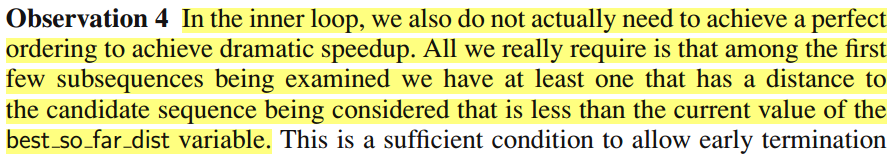 Observation 4 In the inner loop, we also do not actually need to achieve a perfect
ordering to achieve dramatic speedup. All we really require is that among the first
few subsequences being examined we have at least one that has a distance to
the candidate sequence being considered that is less than the current value of the
best_so_far_dist variable. This is a sufficient condition to allow early termination